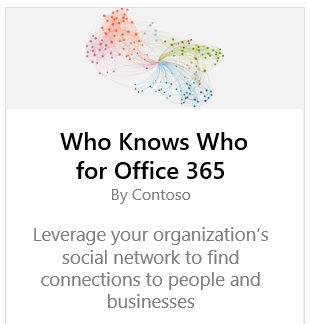 Who Knows Who
for Office 365
By Contoso
Leverage your organization's
social network to find
connections to people and
businesses